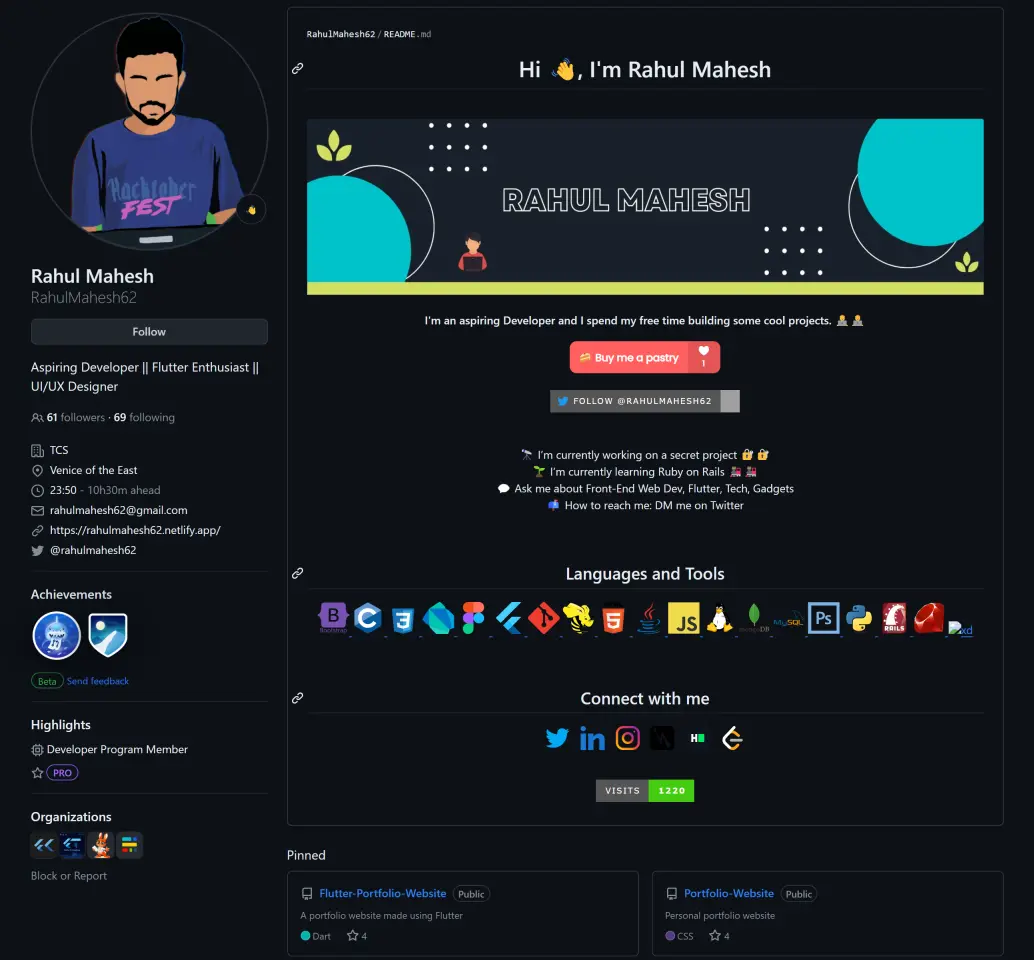 Hacktober
FEST
Rahul Mahesh
RahulMahesh62
Follow
Aspiring Developer || Flutter Enthusiast ||
UI/UX Designer
61 followers · 69 following
TCS
Venice of the East
23:50 - 10h30m ahead
rahulmahesh62@gmail.com
https://rahulmahesh62.netlify.app/
@rahulmahesh62
Achievements
Beta Send feedback
Highlights
Developer Program Member
PRO
Organizations
Block or Report
RahulMahesh62 / README.md
Hi 👋, I'm Rahul Mahesh
RAHUL MAHESH
I'm an aspiring Developer and I spend my free time building some cool projects. 👨‍💻 👨‍💻
Buy me a pastry 1
FOLLOW @RAHULMAHESH62
🔭 I'm currently working on a secret project 🔐 🔐
🌱 I'm currently learning Ruby on Rails 🚂 🚂
💬 Ask me about Front-End Web Dev, Flutter, Tech, Gadgets
📫 How to reach me: DM me on Twitter
Languages and Tools
B Bootstrap C 3 5 JS mongoDB MySQL Ps RAILS xd
Connect with me
in H
VISITS 1220
Pinned
Flutter-Portfolio-Website Public
A portfolio website made using Flutter
Dart 4
Portfolio-Website Public
Personal portfolio website
CSS 4